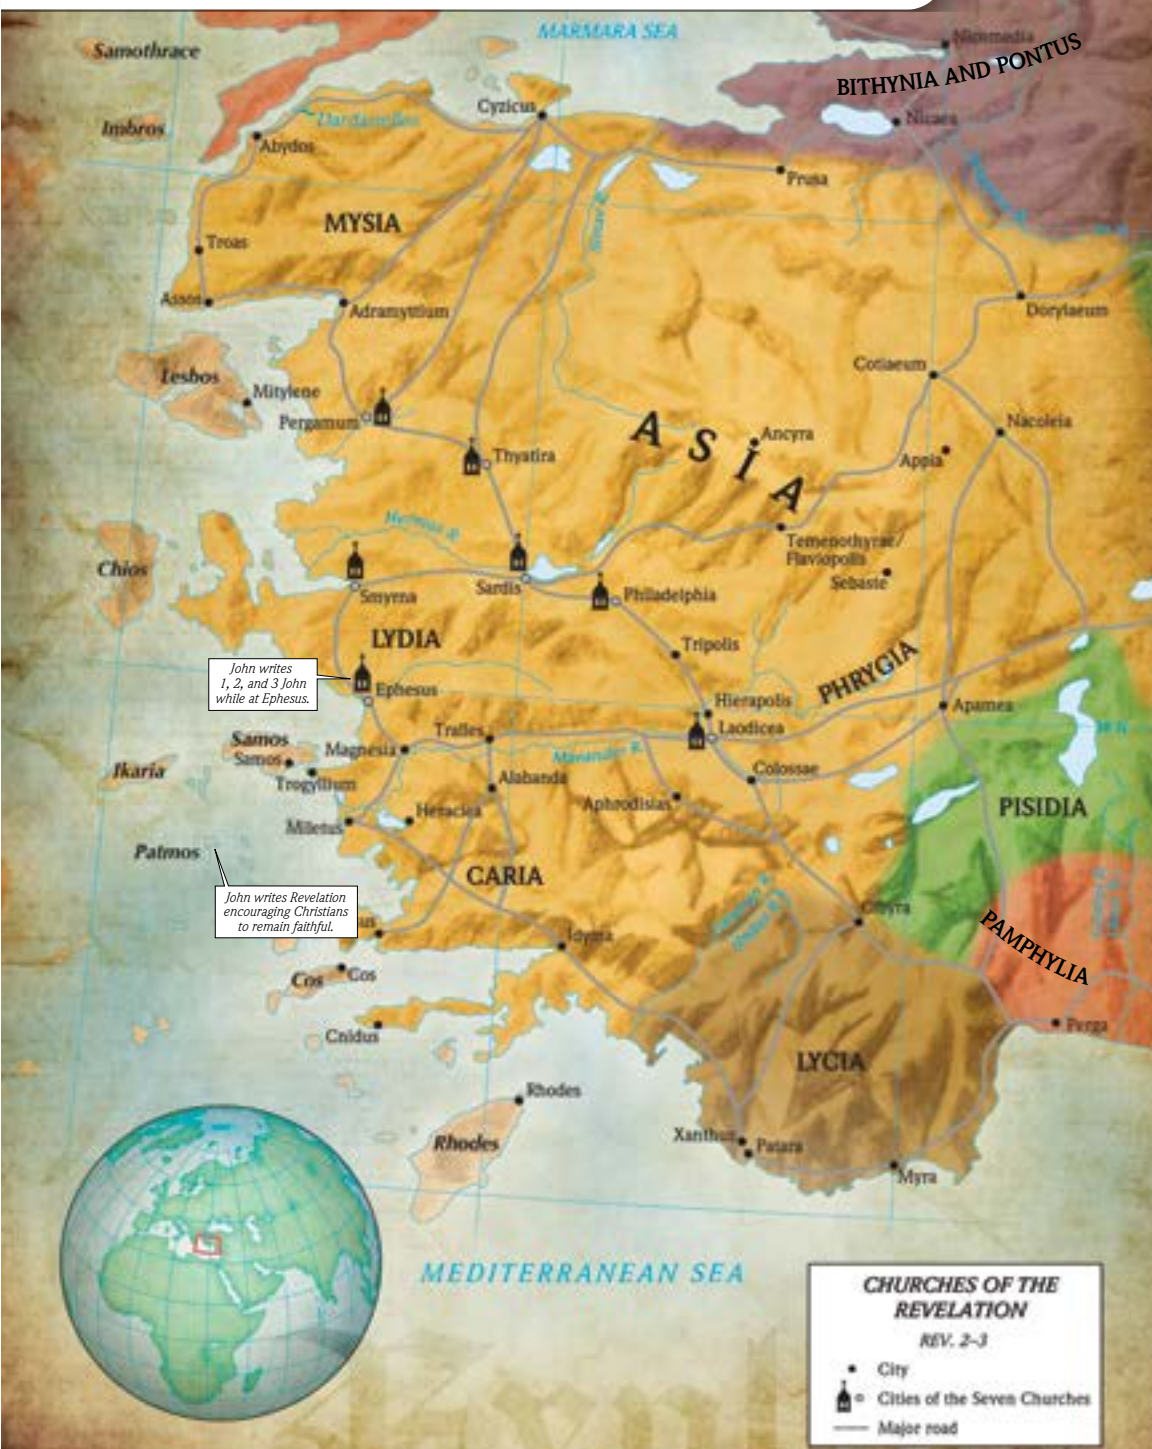 MARMARA SEA
Samothrace
Nicomedia
BITHYNIA AND PONTUS
Cyzicus
Imbros
Dardanelles
Nicaea
Abydos
Prusa
MYSIA
Troas
Assos
Adramyttium
Dorylaeum
Cotiaeum
Lesbos
Mitylene
Pergamum
Nacoleia
ASIA
Ancyra
Appia
Thyatira
Hermus R.
Temenothyrae/
Flaviopolis
Chios
Sardis
Sebaste
Smyrna
Philadelphia
LYDIA
Tripolis
John writes
1, 2, and 3 John
while at Ephesus.
PHRYGIA
Ephesus
Hierapolis
Apamea
Laodicea
Tralles
Samos
Magnesia
Samos
Maeander R.
Ikaria
Colossae
Trogyllium
Alabanda
Aphrodisias
PISIDIA
Heraclea
Miletus
Patmos
CARIA
John writes Revelation
encouraging Christians
to remain faithful.
Cibyra
PAMPHYLIA
Idyma
Cos
Cos
Cnidus
Perga
LYCIA
Rhodes
Rhodes
Xanthus
Patara
Myra
MEDITERRANEAN SEA
CHURCHES OF THE
REVELATION
REV. 2–3
City
Cities of the Seven Churches
Major road